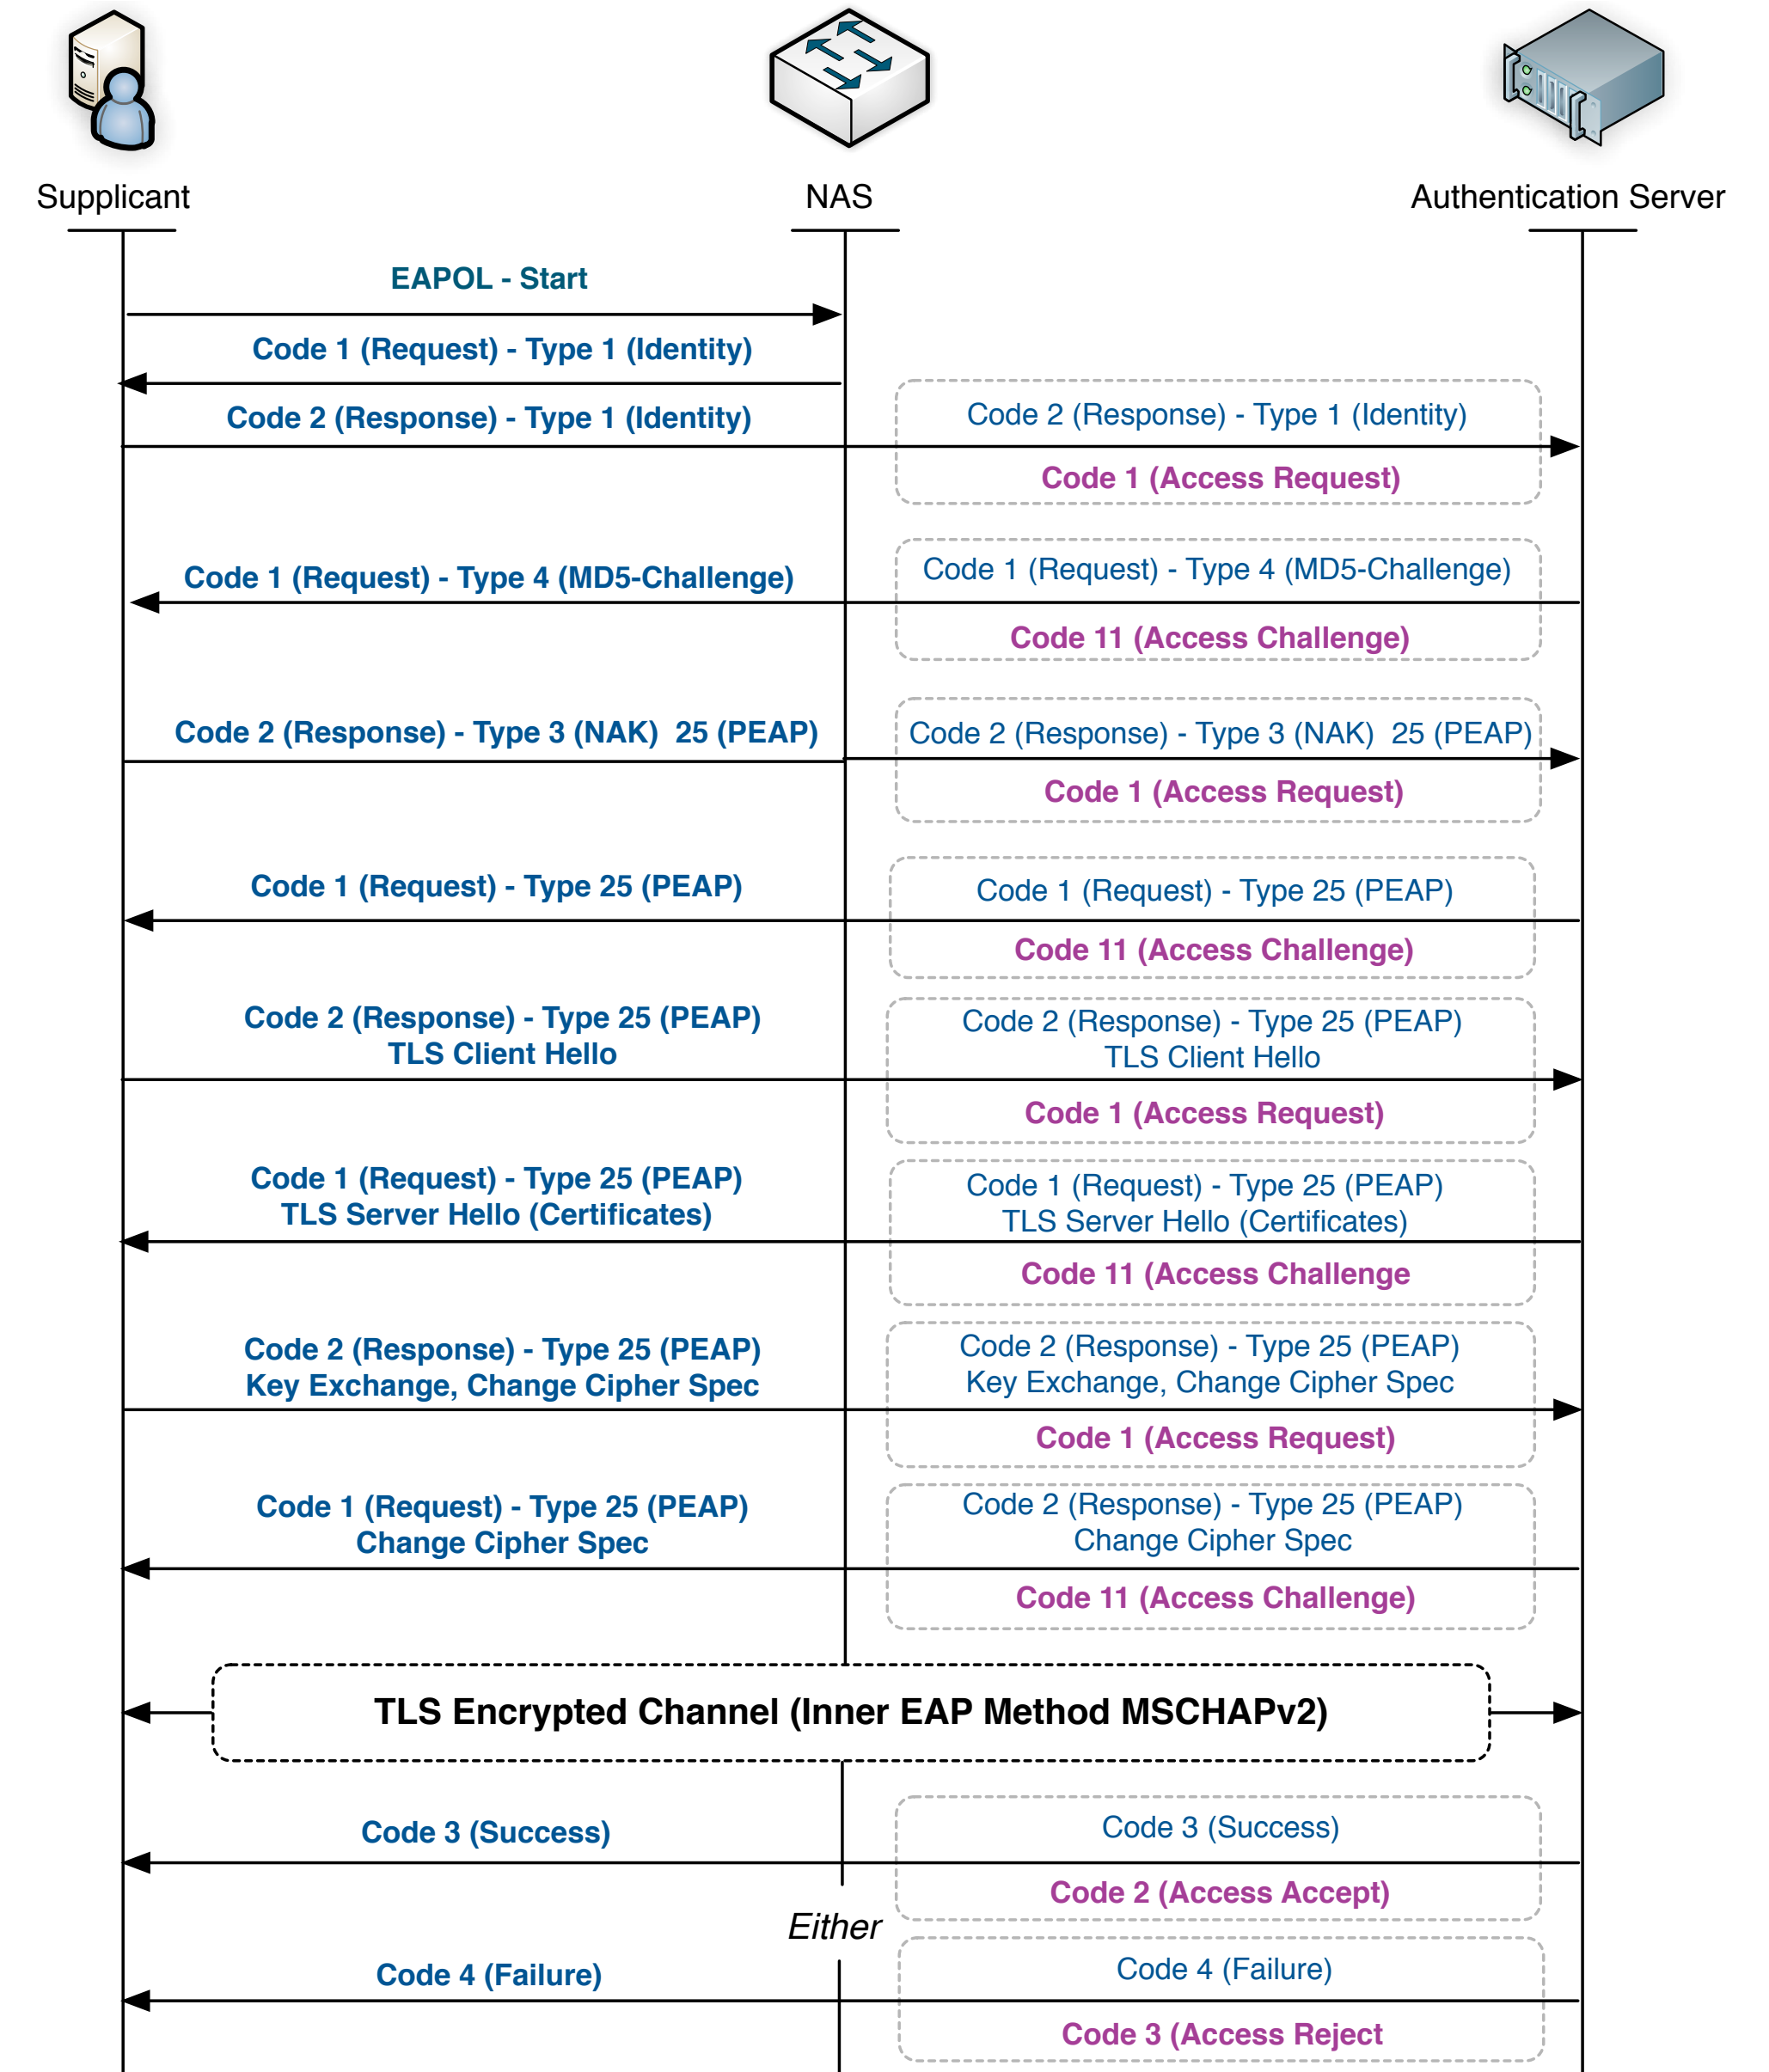 Supplicant
NAS
Authentication Server
EAPOL - Start
Code 1 (Request) - Type 1 (Identity)
Code 2 (Response) - Type 1 (Identity)
Code 2 (Response) - Type 1 (Identity)
Code 1 (Access Request)
Code 1 (Request) - Type 4 (MD5-Challenge)
Code 1 (Request) - Type 4 (MD5-Challenge)
Code 11 (Access Challenge)
Code 2 (Response) - Type 3 (NAK)  25 (PEAP)
Code 2 (Response) - Type 3 (NAK)  25 (PEAP)
Code 1 (Access Request)
Code 1 (Request) - Type 25 (PEAP)
Code 1 (Request) - Type 25 (PEAP)
Code 11 (Access Challenge)
Code 2 (Response) - Type 25 (PEAP)
TLS Client Hello
Code 2 (Response) - Type 25 (PEAP)
TLS Client Hello
Code 1 (Access Request)
Code 1 (Request) - Type 25 (PEAP)
TLS Server Hello (Certificates)
Code 1 (Request) - Type 25 (PEAP)
TLS Server Hello (Certificates)
Code 11 (Access Challenge
Code 2 (Response) - Type 25 (PEAP)
Key Exchange, Change Cipher Spec
Code 2 (Response) - Type 25 (PEAP)
Key Exchange, Change Cipher Spec
Code 1 (Access Request)
Code 1 (Request) - Type 25 (PEAP)
Change Cipher Spec
Code 2 (Response) - Type 25 (PEAP)
Change Cipher Spec
Code 11 (Access Challenge)
TLS Encrypted Channel (Inner EAP Method MSCHAPv2)
Code 3 (Success)
Code 3 (Success)
Code 2 (Access Accept)
Either
Code 4 (Failure)
Code 4 (Failure)
Code 3 (Access Reject